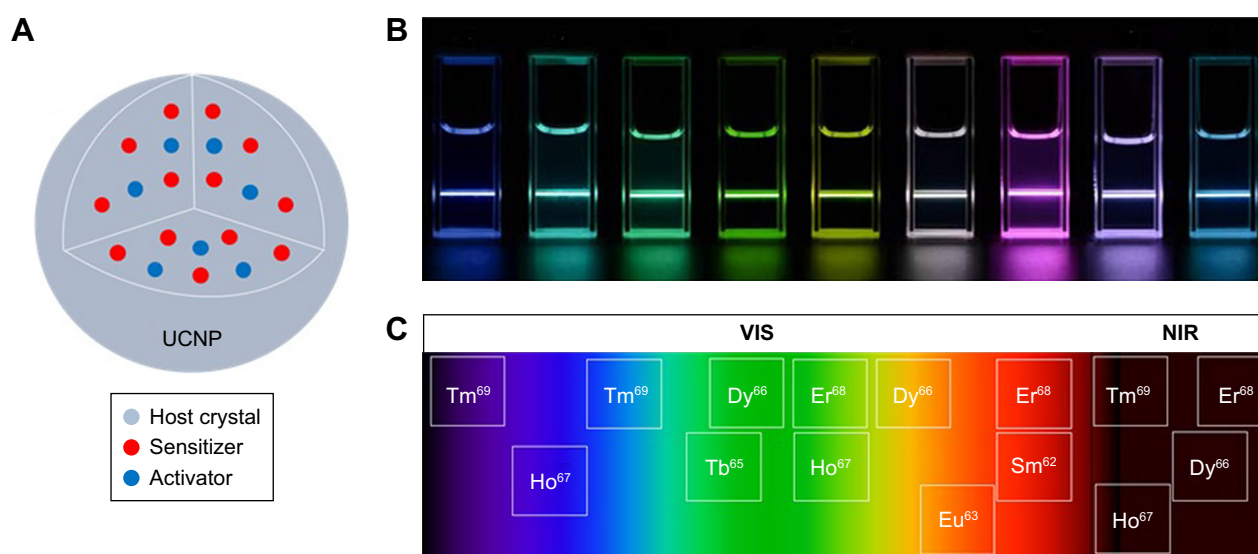 A
UCNP
Host crystal
Sensitizer
Activator
B
C
VIS NIR
Tm⁶⁹ Tm⁶⁹ Dy⁶⁶ Er⁶⁸ Dy⁶⁶ Er⁶⁸ Tm⁶⁹ Er⁶⁸
Ho⁶⁷ Tb⁶⁵ Ho⁶⁷ Sm⁶² Dy⁶⁶
Eu⁶³ Ho⁶⁷